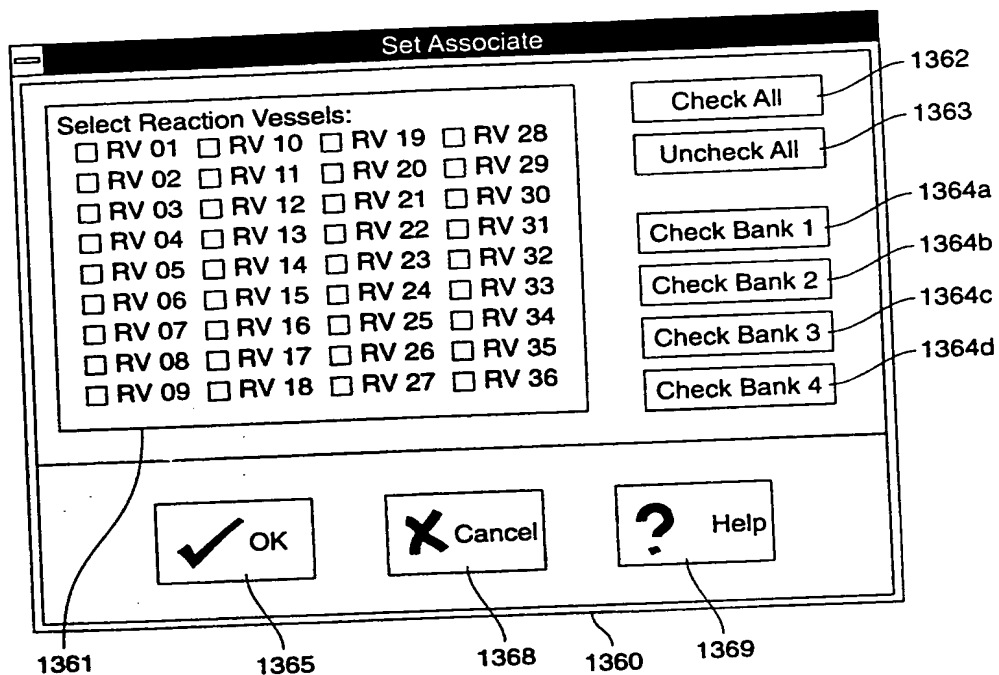 Set Associate
1362
Check All
1363
Select Reaction Vessels:
Uncheck All
RV 01 RV 10 RV 19 RV 28
RV 02 RV 11 RV 20 RV 29
RV 03 RV 12 RV 21 RV 30
1364a
RV 04 RV 13 RV 22 RV 31
Check Bank 1
1364b
RV 05 RV 14 RV 23 RV 32
Check Bank 2
RV 06 RV 15 RV 24 RV 33
1364c
RV 07 RV 16 RV 25 RV 34
Check Bank 3
1364d
RV 08 RV 17 RV 26 RV 35
RV 09 RV 18 RV 27 RV 36
Check Bank 4
OK
Cancel
Help
1361
1365
1368
1360
1369